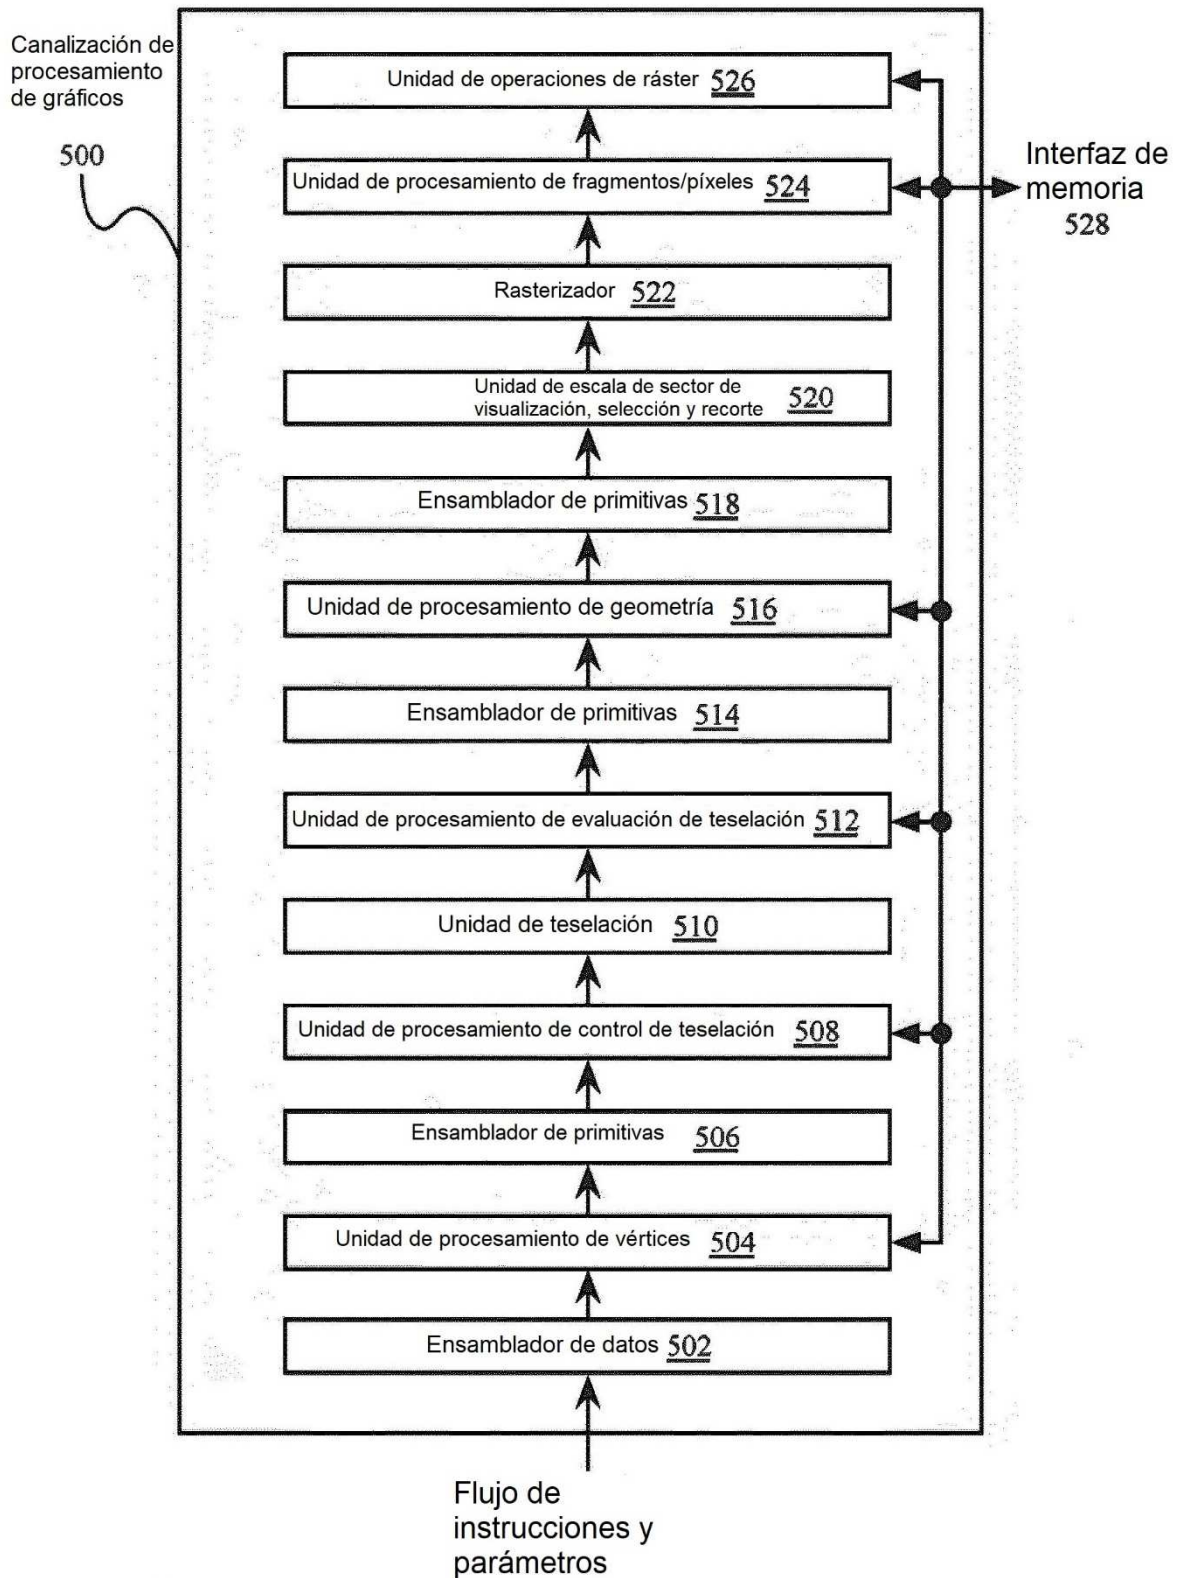 Canalización de
procesamiento
de gráficos
500
Unidad de operaciones de ráster 526
Unidad de procesamiento de fragmentos/píxeles 524
Interfaz de
memoria
528
Rasterizador 522
Unidad de escala de sector de
visualización, selección y recorte 520
Ensamblador de primitivas 518
Unidad de procesamiento de geometría 516
Ensamblador de primitivas 514
Unidad de procesamiento de evaluación de teselación 512
Unidad de teselación 510
Unidad de procesamiento de control de teselación 508
Ensamblador de primitivas 506
Unidad de procesamiento de vértices 504
Ensamblador de datos 502
Flujo de
instrucciones y
parámetros